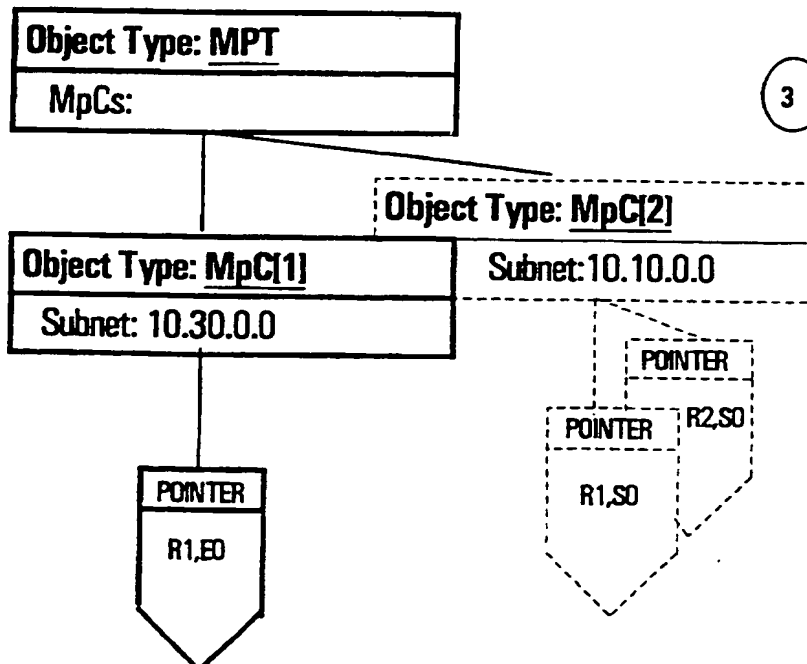 Object Type: MPT
MpCs:
3
Object Type: MpC[2]
Subnet:10.10.0.0
Object Type: MpC[1]
Subnet: 10.30.0.0
POINTER
R2,S0
POINTER
R1,S0
POINTER
R1,E0